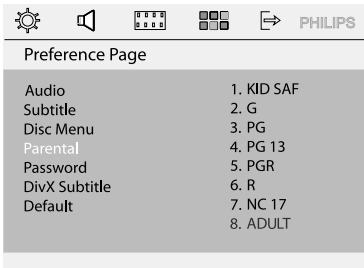 PHILIPS
Preference Page
Audio
Subtitle
Disc Menu
Parental
Password
DivX Subtitle
Default
1. KID SAF
2. G
3. PG
4. PG 13
5. PGR
6. R
7. NC 17
8. ADULT